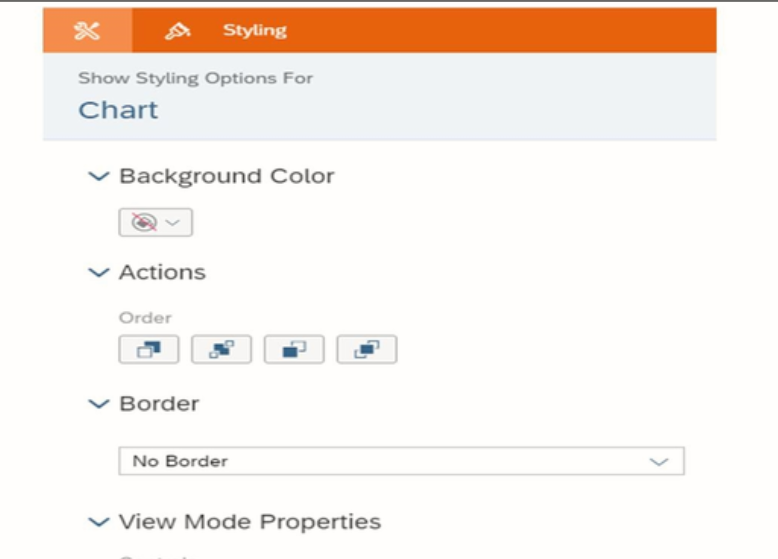 Styling
Show Styling Options For
Chart
Background Color
Actions
Order
Border
No Border
View Mode Properties